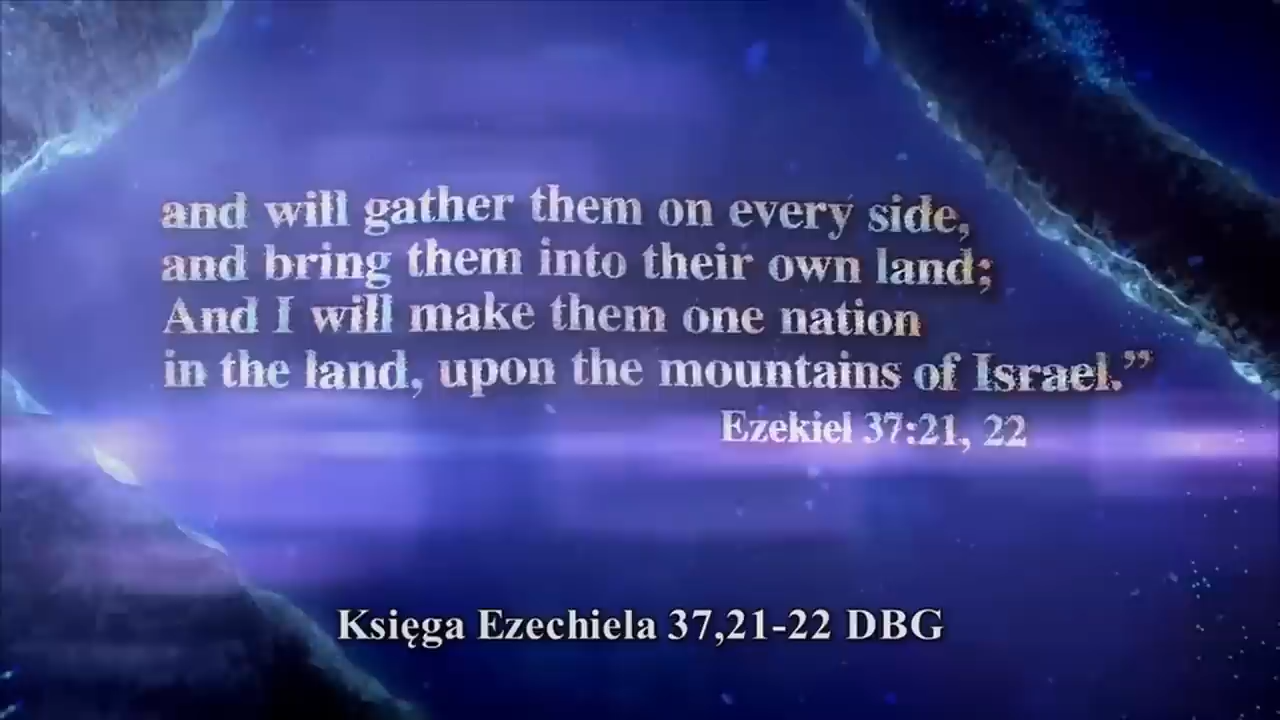 and will gather them on every side,
and bring them into their own land;
And I will make them one nation
in the land, upon the mountains of Israel.”
Ezekiel 37:21, 22
Księga Ezechiela 37,21-22 DBG